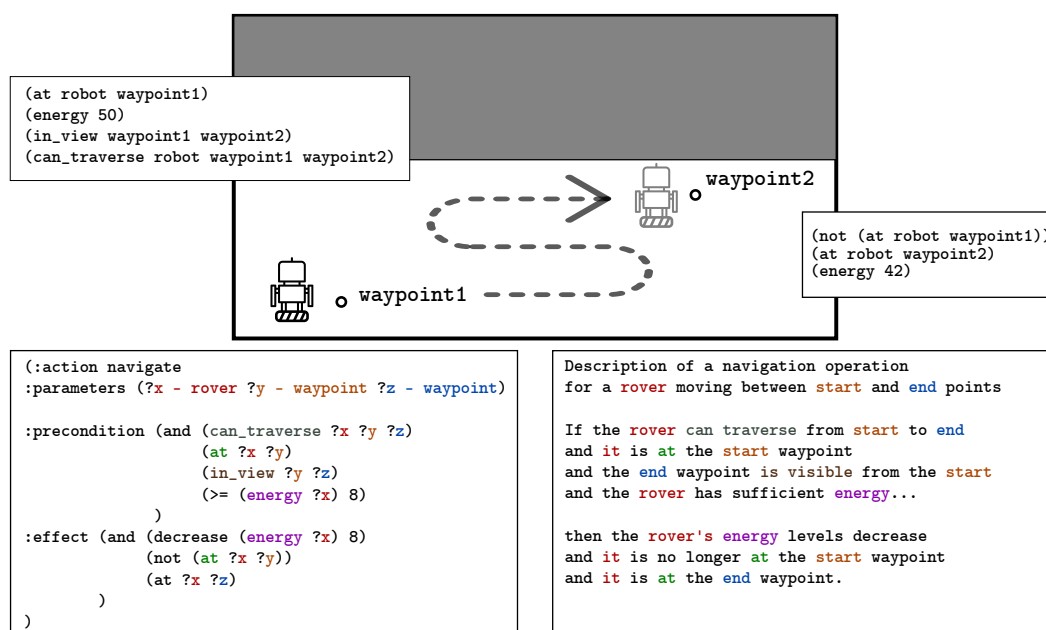 (at robot waypoint1)
(energy 50)
(in_view waypoint1 waypoint2)
(can_traverse robot waypoint1 waypoint2)
waypoint2
(not (at robot waypoint1))
(at robot waypoint2)
(energy 42)
waypoint1
(:action navigate
:parameters (?x - rover ?y - waypoint ?z - waypoint)
:precondition (and (can_traverse ?x ?y ?z)
(at ?x ?y)
(in_view ?y ?z)
(>= (energy ?x) 8)
)
:effect (and (decrease (energy ?x) 8)
(not (at ?x ?y))
(at ?x ?z)
)
)
Description of a navigation operation
for a rover moving between start and end points
If the rover can traverse from start to end
and it is at the start waypoint
and the end waypoint is visible from the start
and the rover has sufficient energy...
then the rover's energy levels decrease
and it is no longer at the start waypoint
and it is at the end waypoint.